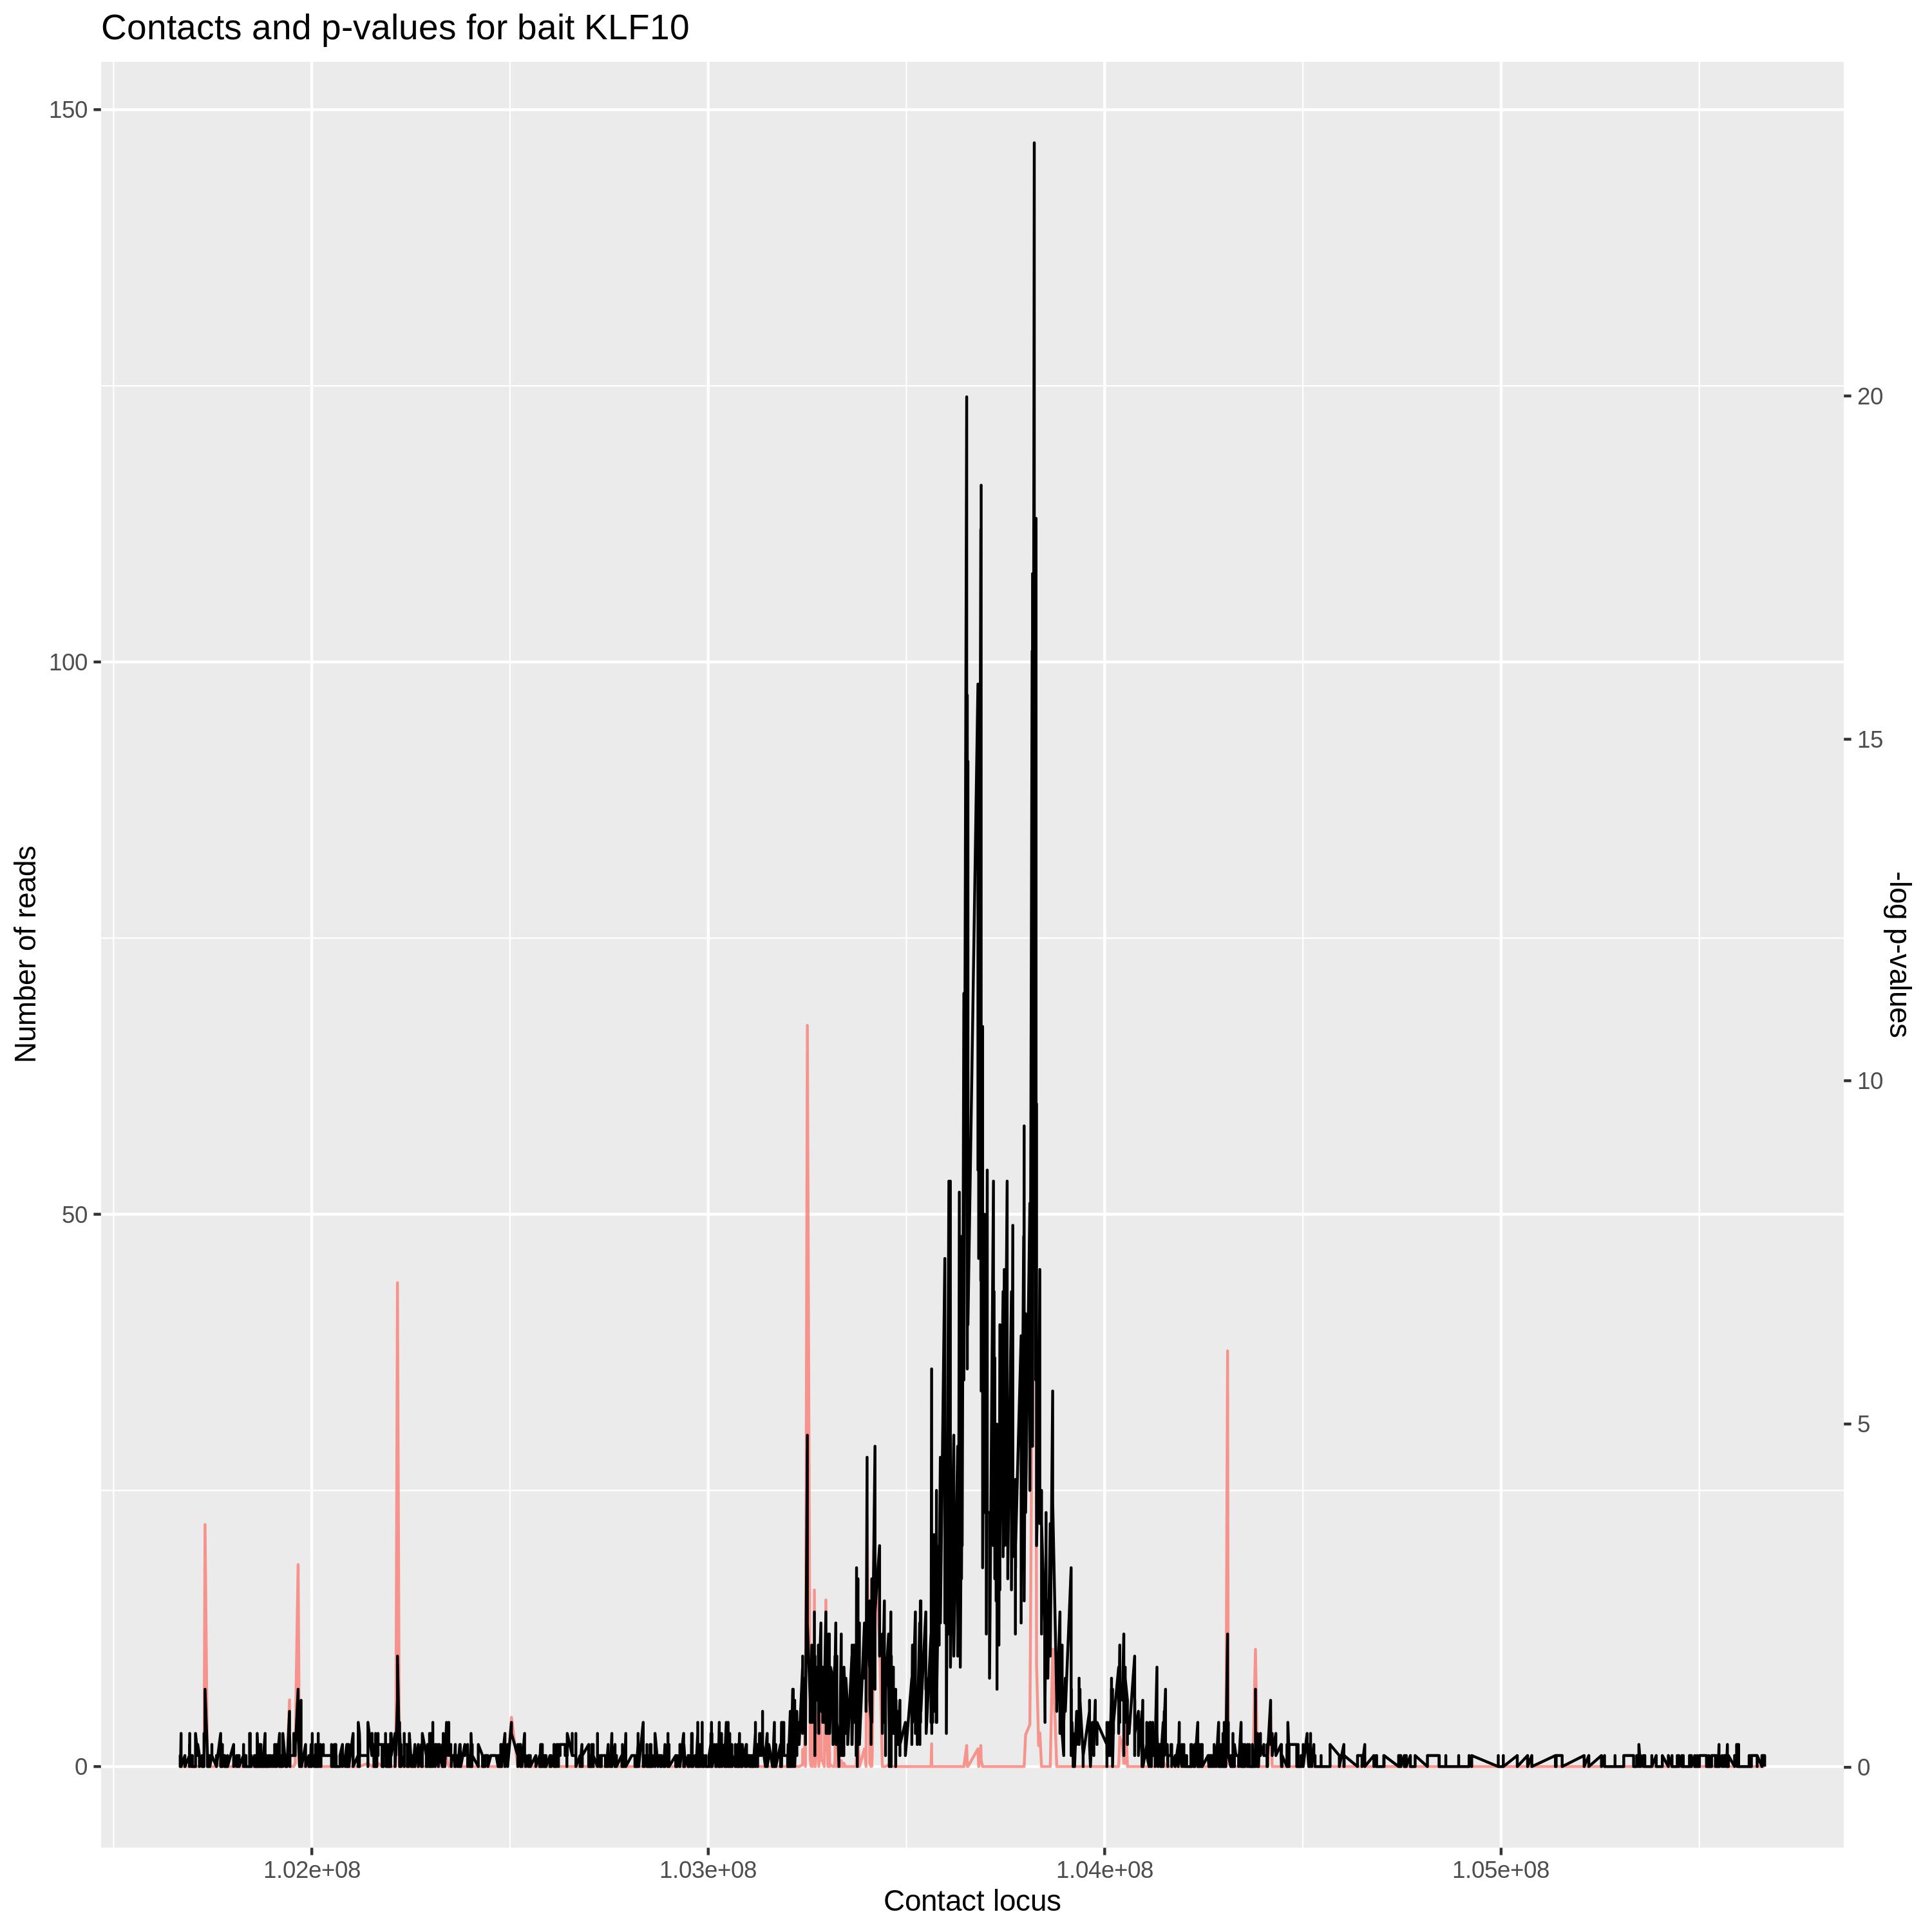 Contacts and p-values for bait KLF10
150
100
50
0
Number of reads
20
15
10
5
0
-log p-values
1.02e+08
1.03e+08
1.04e+08
1.05e+08
Contact locus